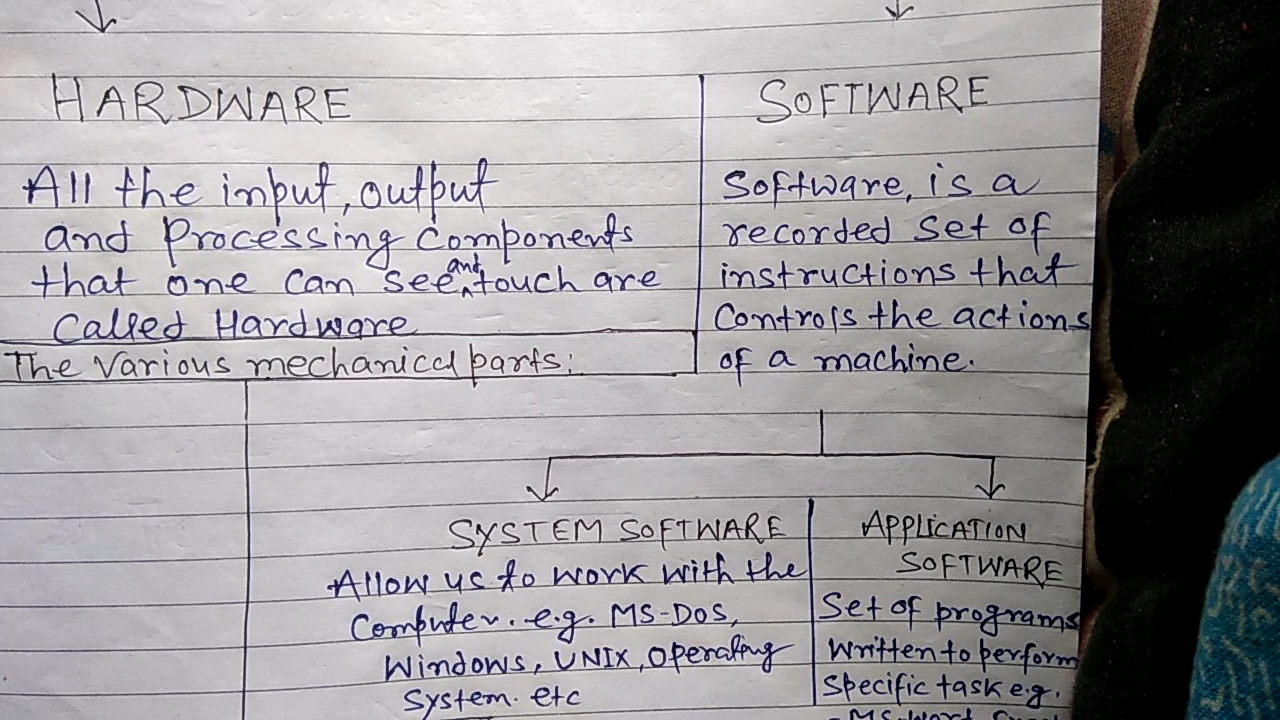 HARDWARE
All the input, output
and Processing Components
that one can see and touch are
Called Hardware
The Various mechanical parts:
SOFTWARE
Software, is a
recorded set of
instructions that
Controls the actions
of a machine.
SYSTEM SOFTWARE
Allow us to work with the
Computer. e.g. MS-DOS,
Windows, UNIX, Operating
System. etc
APPLICATION
SOFTWARE
Set of programs
Written to perform
Specific task e.g.